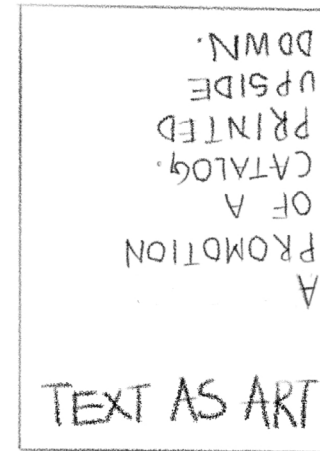 A
PROMOTION
OF A
CATALOG.
PRINTED
UPSIDE
DOWN.
TEXT AS ART